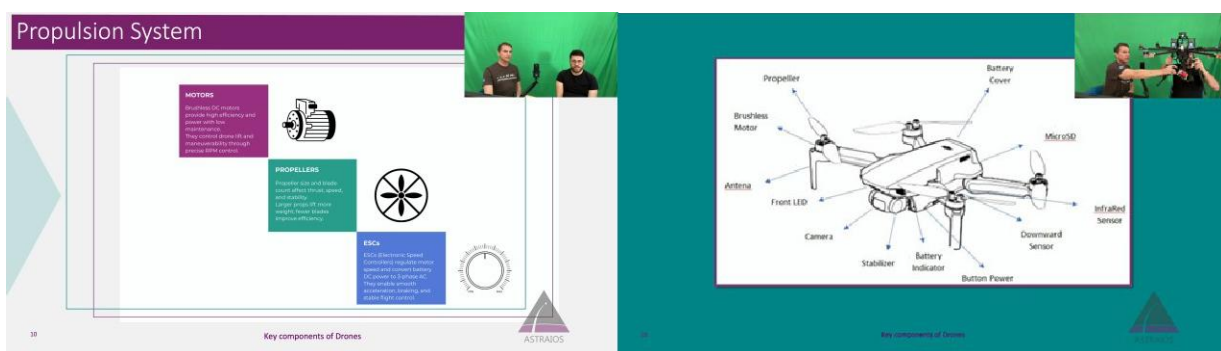 Propulsion System
MOTORS
Brushless DC motors
provide high efficiency and
power with low
maintenance.
They control drone lift and
maneuverability through
precise RPM control
PROPELLERS
Propeller size and blade
count affect thrust, speed,
and stability.
Larger props lift more
weight, fewer blades
improve efficiency.
ESCs
ESCs (Electronic Speed
Controllers) regulate motor
speed and convert battery
DC power to 3-phase AC.
They enable smooth
acceleration, braking, and
stable flight control
10
Key components of Drones
ASTRAIOS
Propeller
Battery
Cover
Brushless
Motor
MicroSD
Antena
Front LED
InfraRed
Sensor
Camera
Downward
Sensor
Stabilizer
Battery
Indicator
Button Power
Key components of Drones
ASTRAIOS